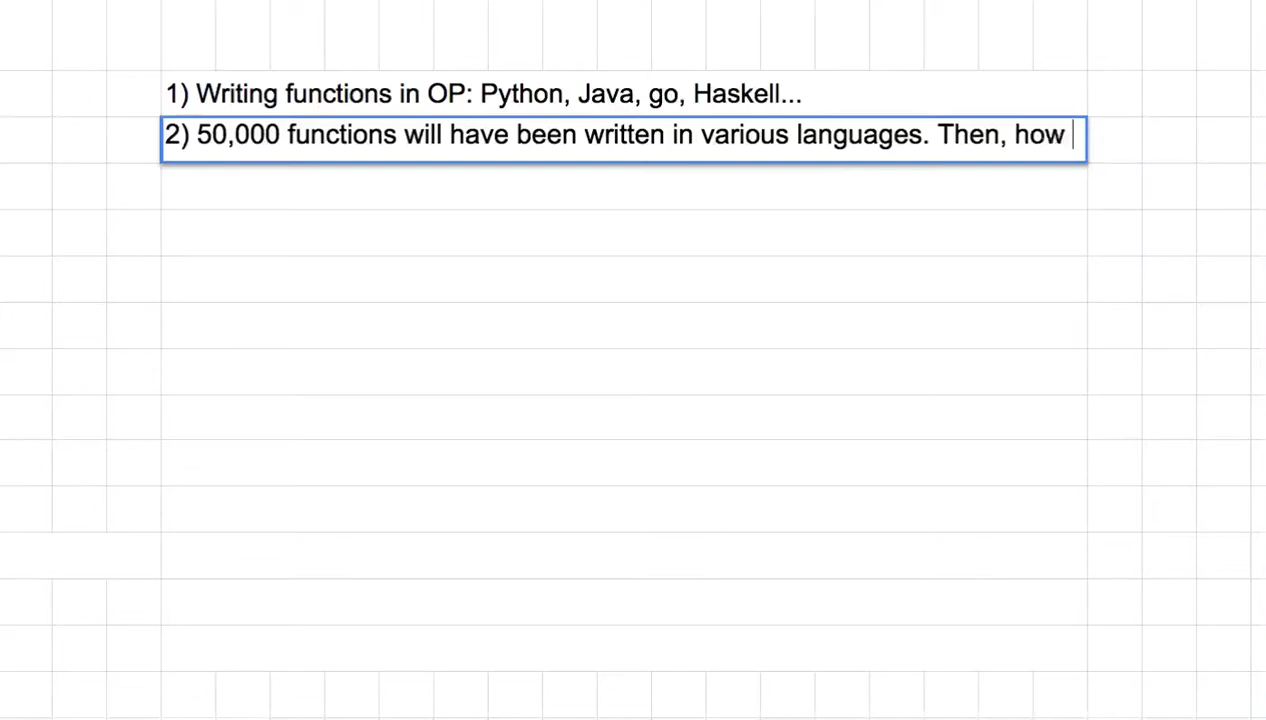 1) Writing functions in OP: Python, Java, go, Haskell...
2) 50,000 functions will have been written in various languages. Then, how